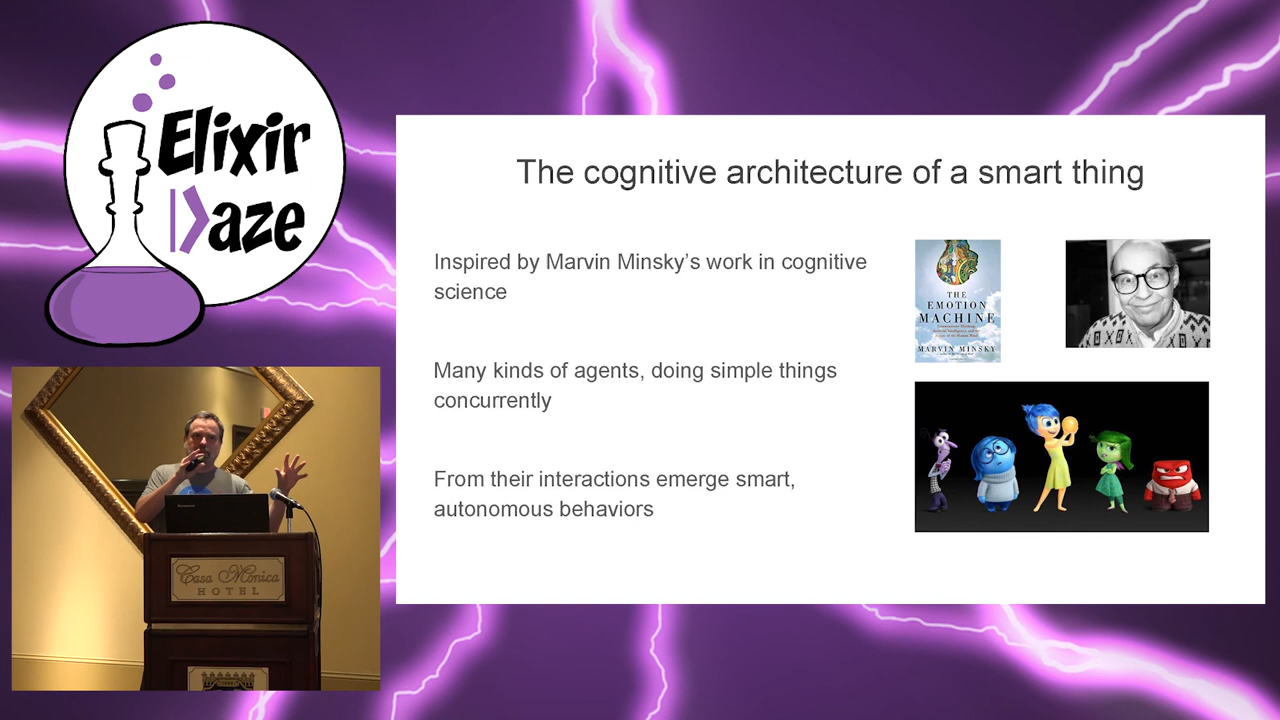 Elixir
Daze
The cognitive architecture of a smart thing
Inspired by Marvin Minsky's work in cognitive
science
Many kinds of agents, doing simple things
concurrently
From their interactions emerge smart,
autonomous behaviors
THE
EMOTION
MACHINE
MARVIN MINSKY
Casa Monica
HOTEL